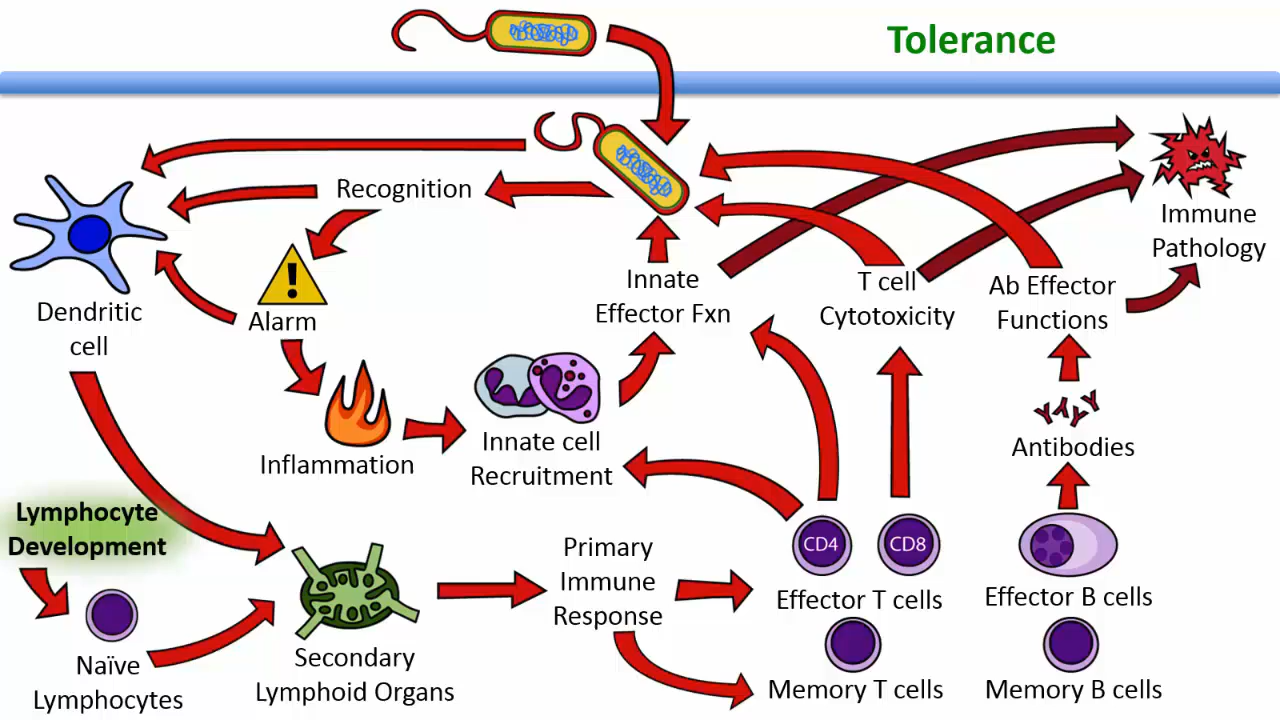 Tolerance
Recognition
Immune
Pathology
Dendritic
cell
!
Alarm
Innate
Effector Fxn
T cell
Cytotoxicity
Ab Effector
Functions
Inflammation
Innate cell
Recruitment
Antibodies
Lymphocyte
Development
Naïve
Lymphocytes
Secondary
Lymphoid Organs
Primary
Immune
Response
CD4
CD8
Effector T cells
Memory T cells
Effector B cells
Memory B cells